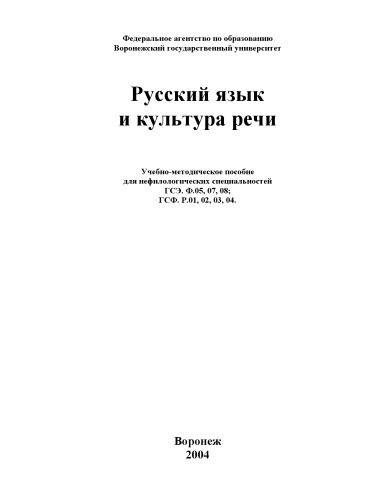 Федеральное агентство по образованию
Воронежский государственный университет
Русский язык
и культура речи
Учебно-методическое пособие
для нефилологических специальностей
ГСЭ. Ф.05, 07, 08;
ГСФ. Р.01, 02, 03, 04.
Воронеж
2004